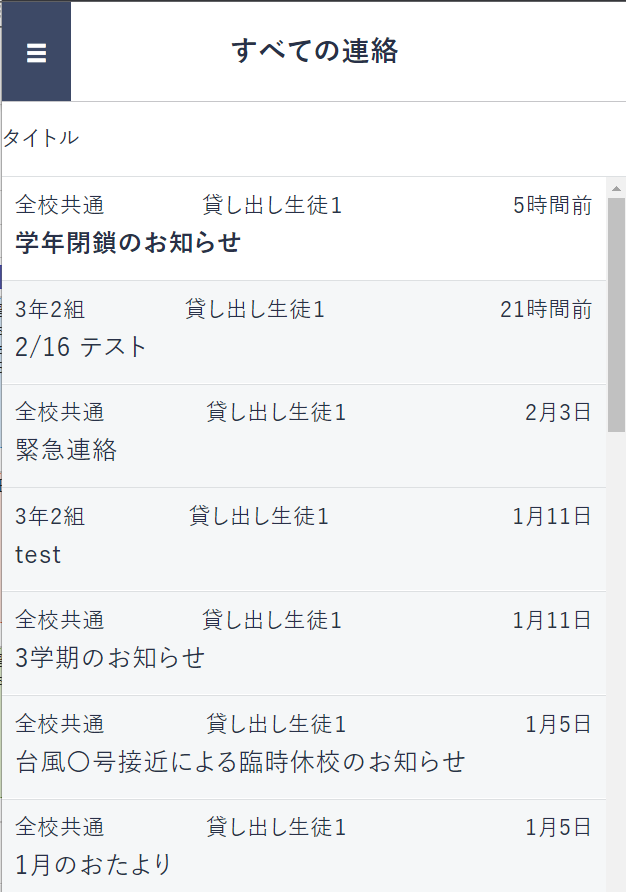 すべての連絡
タイトル
全校共通 貸し出し生徒1 5時間前
学年閉鎖のお知らせ
3年2組 貸し出し生徒1 21時間前
2/16 テスト
全校共通 貸し出し生徒1 2月3日
緊急連絡
3年2組 貸し出し生徒1 1月11日
test
全校共通 貸し出し生徒1 1月11日
3学期のお知らせ
全校共通 貸し出し生徒1 1月5日
台風〇号接近による臨時休校のお知らせ
全校共通 貸し出し生徒1 1月5日
1月のおたより